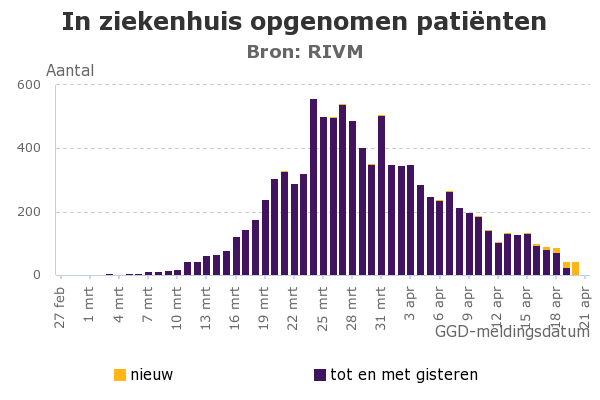 In ziekenhuis opgenomen patiënten
Bron: RIVM
Aantal
600
400
200
0
27 feb
1 mrt
4 mrt
7 mrt
10 mrt
13 mrt
16 mrt
19 mrt
22 mrt
25 mrt
28 mrt
31 mrt
3 apr
6 apr
9 apr
12 apr
15 apr
18 apr
21 apr
GGD-meldingsdatum
nieuw
tot en met gisteren